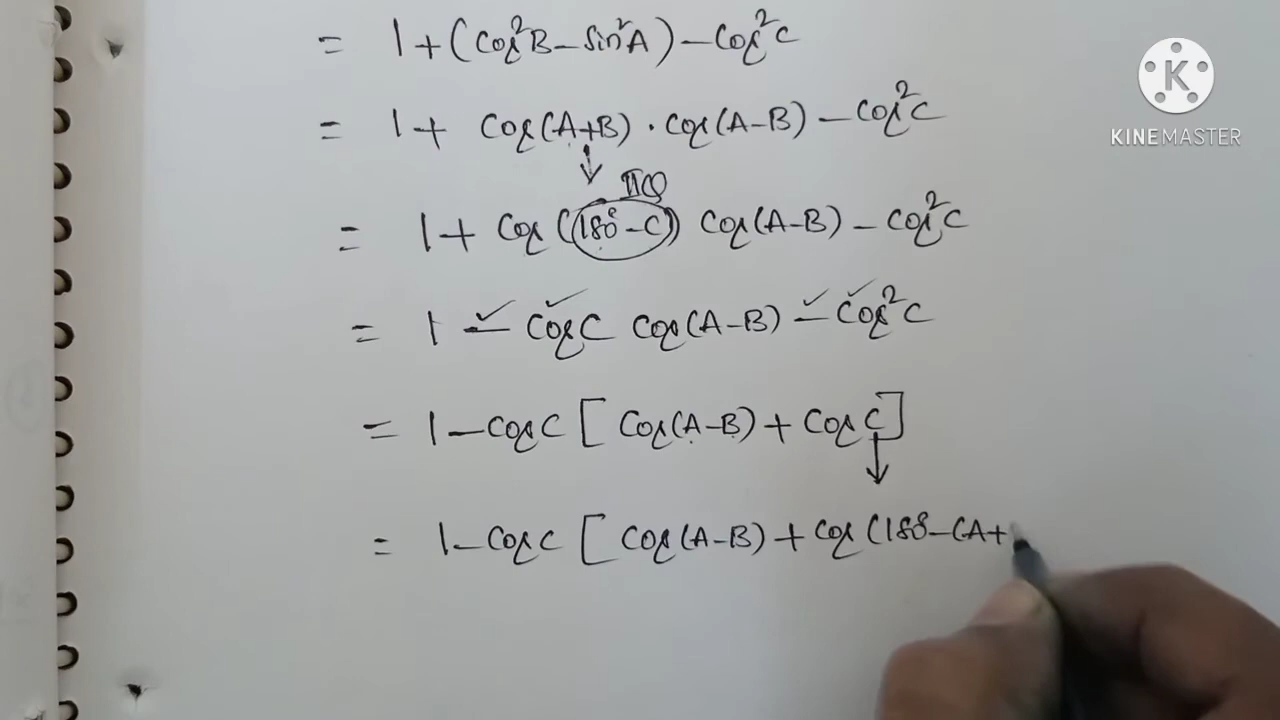 = 1+(Cos²B-Sin²A)-Cos²C
K
KINEMASTER
= 1+ Cos(A+B).Cos(A-B)-Cos²C
IIQ
= 1+ Cos(180°-C) Cos(A-B)-Cos²C
= 1 - CosC Cos(A-B)-Cos²C
= 1-CosC [Cos(A-B)+CosC]
= 1-CosC [Cos(A-B)+Cos(180-(A+